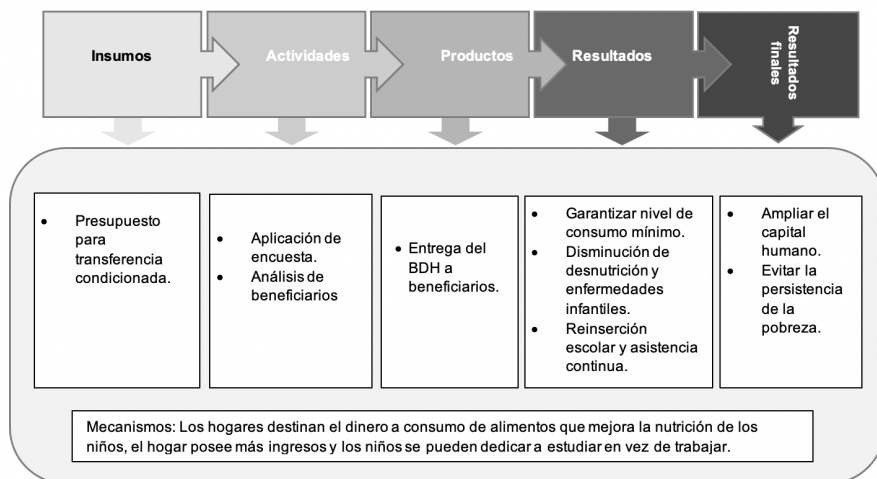 Insumos
Actividades
Productos
Resultados
Resultados
finales
• Presupuesto
para
transferencia
condicionada.
• Aplicación de
encuesta.
• Análisis de
beneficiarios
• Entrega del
BDH a
beneficiarios.
• Garantizar nivel de
consumo mínimo.
• Disminución de
desnutrición y
enfermedades
infantiles.
• Reinserción
escolar y asistencia
continua.
• Ampliar el
capital
humano.
• Evitar la
persistencia
de la
pobreza.
Mecanismos: Los hogares destinan el dinero a consumo de alimentos que mejora la nutrición de los
niños, el hogar posee más ingresos y los niños se pueden dedicar a estudiar en vez de trabajar.